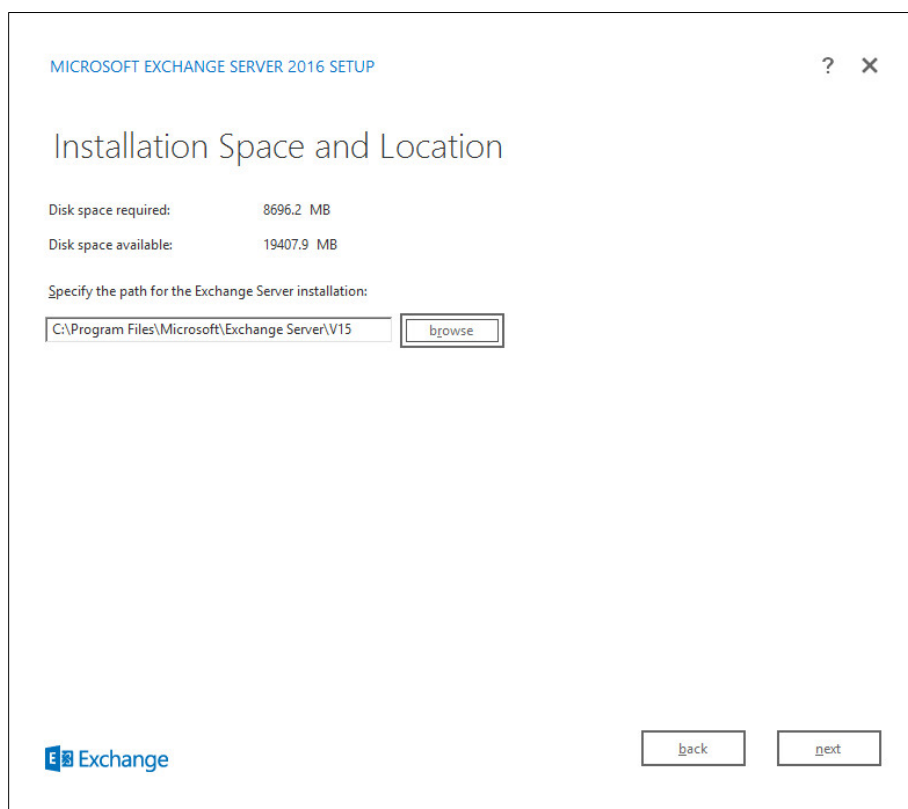 MICROSOFT EXCHANGE SERVER 2016 SETUP
? ✕
Installation Space and Location
Disk space required: 8696.2 MB
Disk space available: 19407.9 MB
Specify the path for the Exchange Server installation:
C:\Program Files\Microsoft\Exchange Server\V15 browse
E Exchange
back next